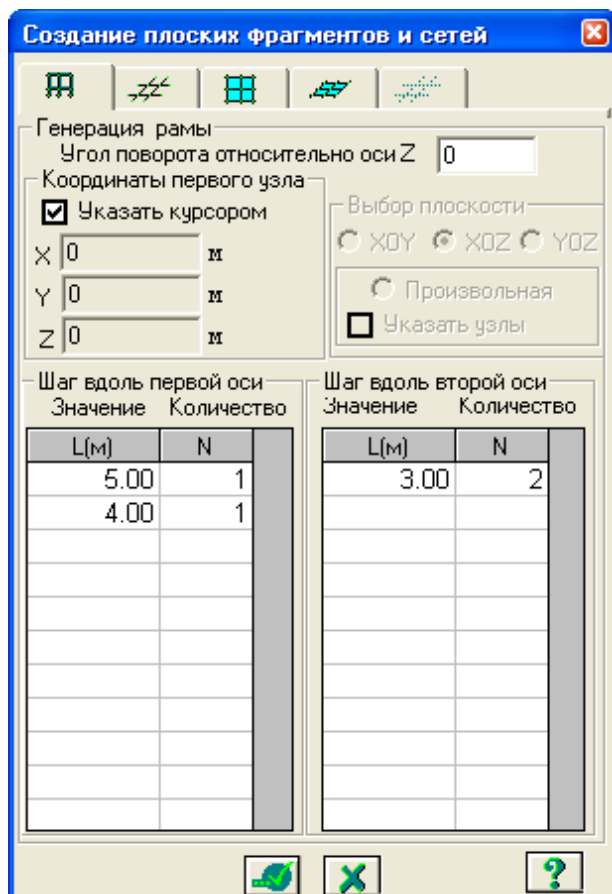 Создание плоских фрагментов и сетей
Генерация рамы
Угол поворота относительно оси Z 0
Координаты первого узла
Указать курсором
X 0 м
Y 0 м
Z 0 м
Выбор плоскости
XOY XOZ YOZ
Произвольная
Указать узлы
Шаг вдоль первой оси
Значение Количество
L(м) N
5.00 1
4.00 1
Шаг вдоль второй оси
Значение Количество
L(м) N
3.00 2
?